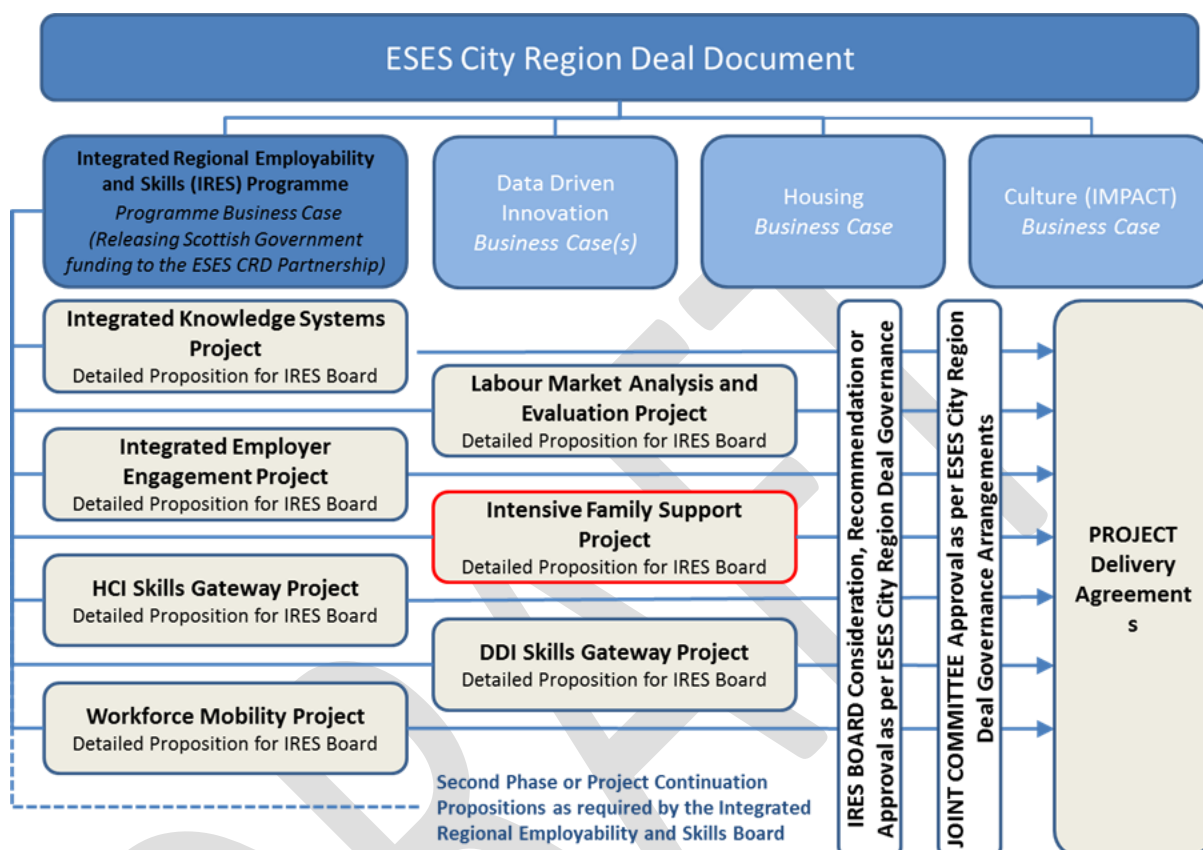 ESES City Region Deal Document
Integrated Regional Employability
and Skills (IRES) Programme
Programme Business Case
(Releasing Scottish Government
funding to the ESES CRD Partnership)
Data Driven
Innovation
Business Case(s)
Housing
Business Case
Culture (IMPACT)
Business Case
Integrated Knowledge Systems
Project
Detailed Proposition for IRES Board
Labour Market Analysis and
Evaluation Project
Detailed Proposition for IRES Board
Integrated Employer
Engagement Project
Detailed Proposition for IRES Board
Intensive Family Support
Project
Detailed Proposition for IRES Board
HCI Skills Gateway Project
Detailed Proposition for IRES Board
DDI Skills Gateway Project
Detailed Proposition for IRES Board
Workforce Mobility Project
Detailed Proposition for IRES Board
Second Phase or Project Continuation
Propositions as required by the Integrated
Regional Employability and Skills Board
IRES BOARD Consideration, Recommendation or
Approval as per ESES City Region Deal Governance
JOINT COMMITTEE Approval as per ESES City Region
Deal Governance Arrangements
PROJECT
Delivery
Agreement
s
DRAFT